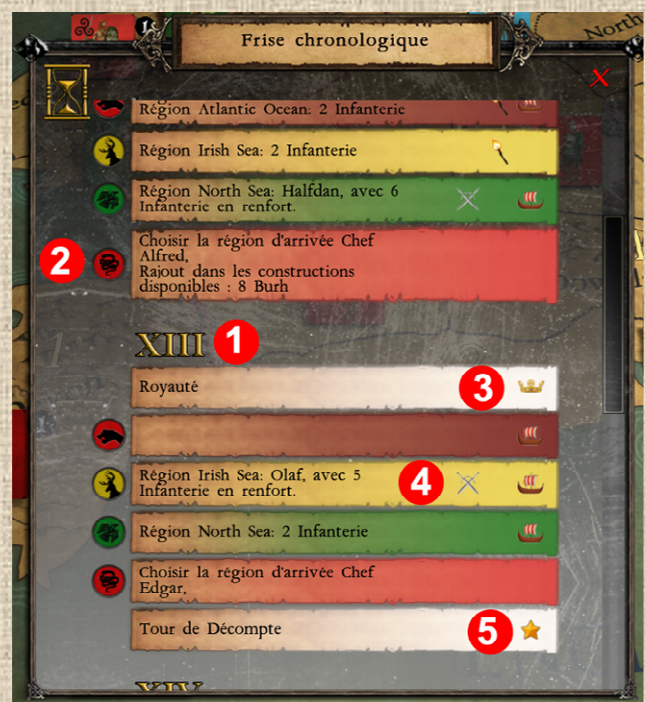 1
Frise chronologique
North
X
Région Atlantic Ocean: 2 Infanterie
Région Irish Sea: 2 Infanterie
Région North Sea: Halfdan, avec 6
Infanterie en renfort.
2
Choisir la région d'arrivée Chef
Alfred,
Rajout dans les constructions
disponibles : 8 Burh
XIII
1
Royauté
3
Région Irish Sea: Olaf, avec 5
Infanterie en renfort.
4
Région North Sea: 2 Infanterie
Choisir la région d'arrivée Chef
Edgar,
Tour de Décompte
5
XIV